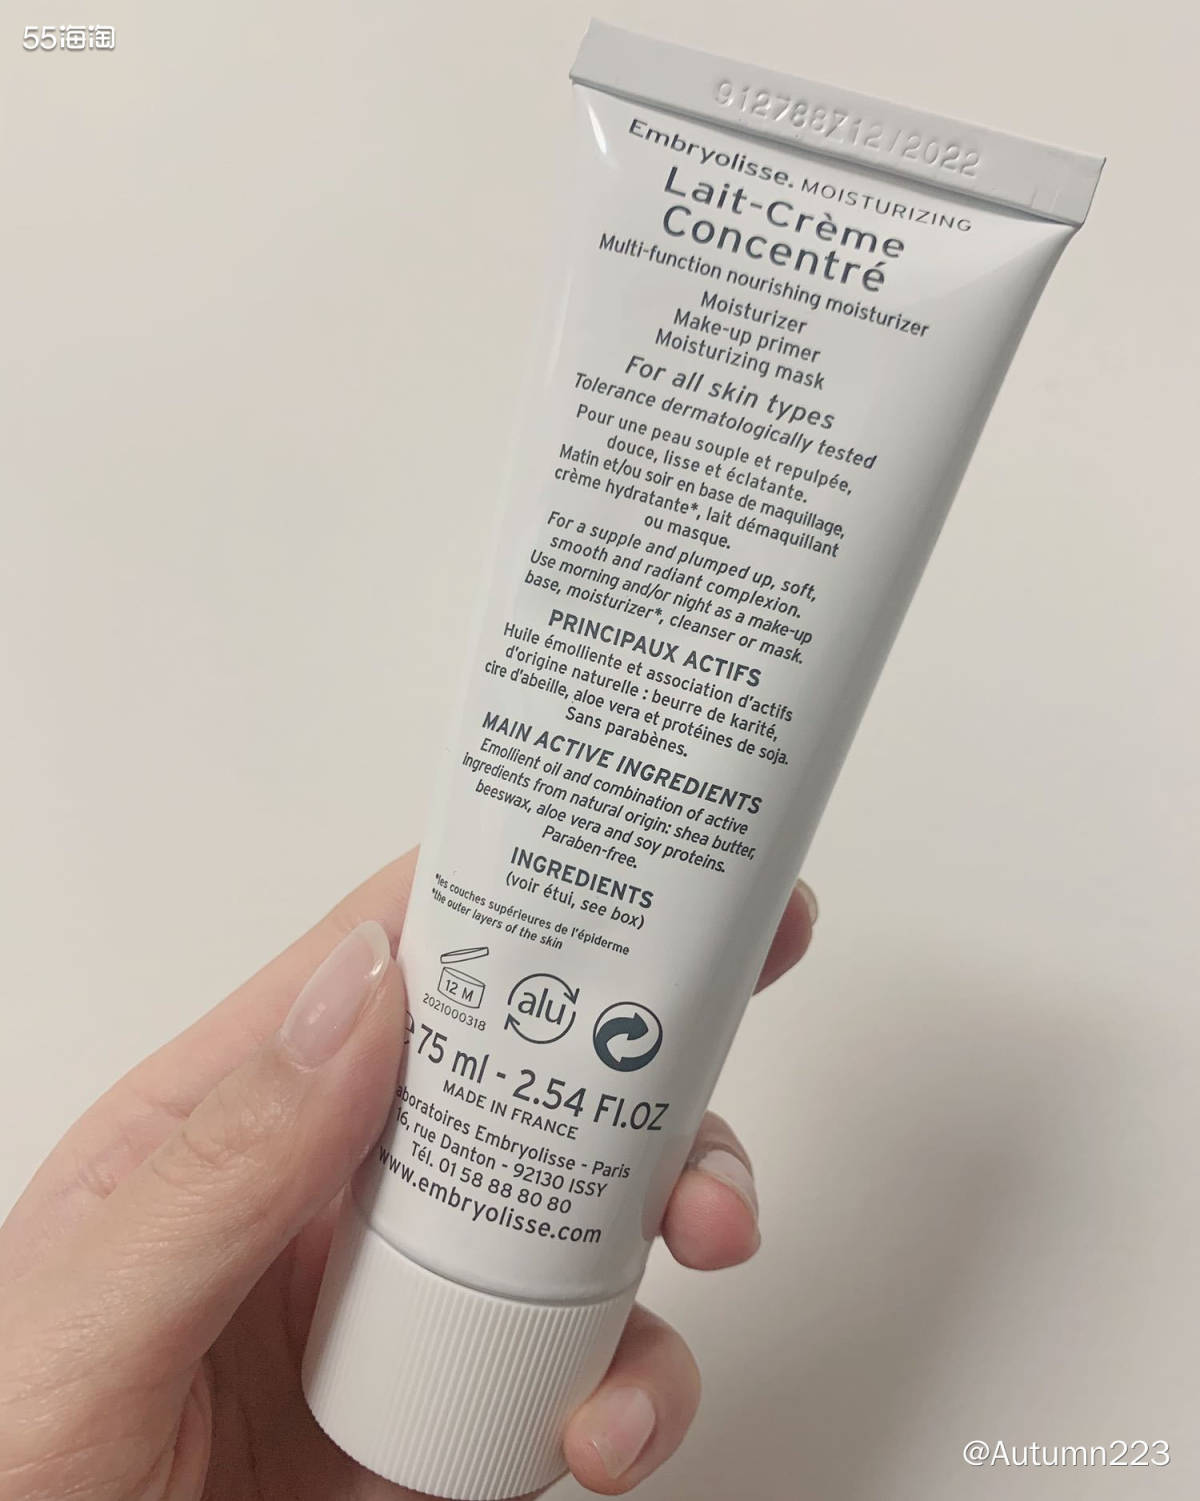 55海淘
912788Z12/2022
Embryolisse. MOISTURIZING
Lait-Crème
Concentré
Multi-function nourishing moisturizer
Moisturizer
Make-up primer
Moisturizing mask
For all skin types
Tolerance dermatologically tested
Pour une peau souple et repulpée,
douce, lisse et éclatante.
Matin et/ou soir en base de maquillage,
crème hydratante*, lait démaquillant
ou masque.
For a supple and plumped up, soft,
smooth and radiant complexion.
Use morning and/or night as a make-up
base, moisturizer*, cleanser or mask.
PRINCIPAUX ACTIFS
Huile émolliente et association d'actifs
d'origine naturelle : beurre de karité,
cire d'abeille, aloe vera et protéines de soja.
Sans parabènes.
MAIN ACTIVE INGREDIENTS
Emollient oil and combination of active
ingredients from natural origin: shea butter,
beeswax, aloe vera and soy proteins.
Paraben-free.
INGREDIENTS
(voir étui, see box)
*les couches supérieures de l'épiderme
*the outer layers of the skin
12 M
2021000318
alu
e 75 ml - 2.54 Fl.OZ
MADE IN FRANCE
aboratoires Embryolisse - Paris
16, rue Danton - 92130 ISSY
Tél. 01 58 88 80 80
www.embryolisse.com
@Autumn223